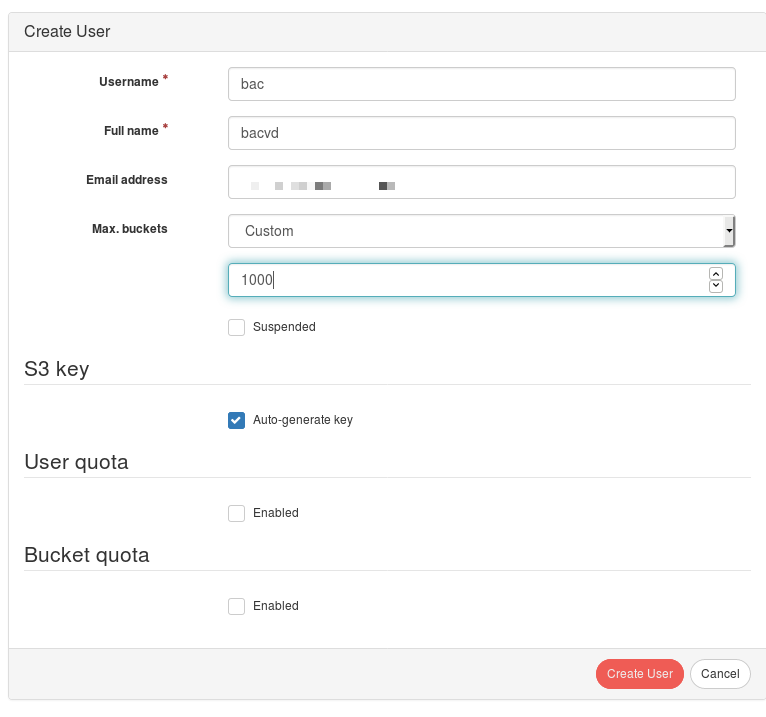 Create User
Username *
bac
Full name *
bacvd
Email address
Max. buckets
Custom
1000
Suspended
S3 key
Auto-generate key
User quota
Enabled
Bucket quota
Enabled
Create User
Cancel